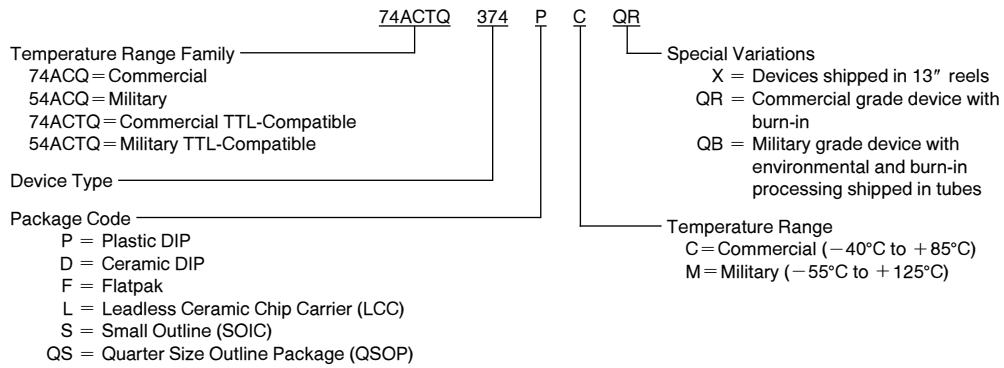 74ACTQ 374 P C QR
Temperature Range Family
74ACQ = Commercial
54ACQ = Military
74ACTQ = Commercial TTL-Compatible
54ACTQ = Military TTL-Compatible
Device Type
Package Code
P = Plastic DIP
D = Ceramic DIP
F = Flatpak
L = Leadless Ceramic Chip Carrier (LCC)
S = Small Outline (SOIC)
QS = Quarter Size Outline Package (QSOP)
Special Variations
X = Devices shipped in 13″ reels
QR = Commercial grade device with
burn-in
QB = Military grade device with
environmental and burn-in
processing shipped in tubes
Temperature Range
C = Commercial (−40°C to +85°C)
M = Military (−55°C to +125°C)